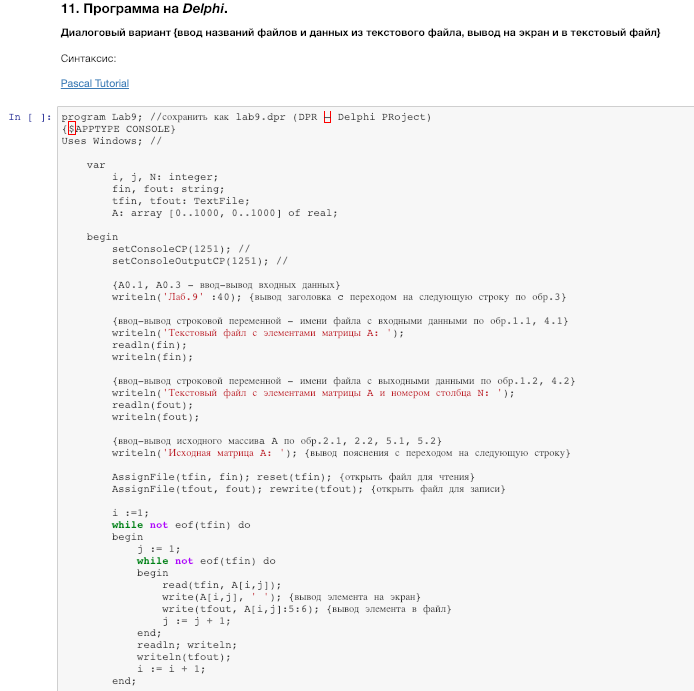 11. Программа на Delphi.
Диалоговый вариант {ввод названий файлов и данных из текстового файла, вывод на экран и в текстовый файл}
Синтаксис:
Pascal Tutorial
In [ ]: program Lab9; //сохранить как lab9.dpr (DPR – Delphi PRoject)
{$APPTYPE CONSOLE}
Uses Windows; //
var
i, j, N: integer;
fin, fout: string;
tfin, tfout: TextFile;
A: array [0..1000, 0..1000] of real;
begin
setConsoleCP(1251); //
setConsoleOutputCP(1251); //
{A0.1, A0.3 – ввод-вывод входных данных}
writeln('Лаб.9' :40); {вывод заголовка с переходом на следующую строку по обр.3}
{ввод-вывод строковой переменной – имени файла с входными данными по обр.1.1, 4.1}
writeln('Текстовый файл с элементами матрицы A: ');
readln(fin);
writeln(fin);
{ввод-вывод строковой переменной – имени файла с выходными данными по обр.1.2, 4.2}
writeln('Текстовый файл с элементами матрицы A и номером столбца N: ');
readln(fout);
writeln(fout);
{ввод-вывод исходного массива A по обр.2.1, 2.2, 5.1, 5.2}
writeln('Исходная матрица A: '); {вывод пояснения с переходом на следующую строку}
AssignFile(tfin, fin); reset(tfin); {открыть файл для чтения}
AssignFile(tfout, fout); rewrite(tfout); {открыть файл для записи}
i :=1;
while not eof(tfin) do
begin
j := 1;
while not eof(tfin) do
begin
read(tfin, A[i,j]);
write(A[i,j], ' '); {вывод элемента на экран}
write(tfout, A[i,j]:5:6); {вывод элемента в файл}
j := j + 1;
end;
readln; writeln;
writeln(tfout);
i := i + 1;
end;